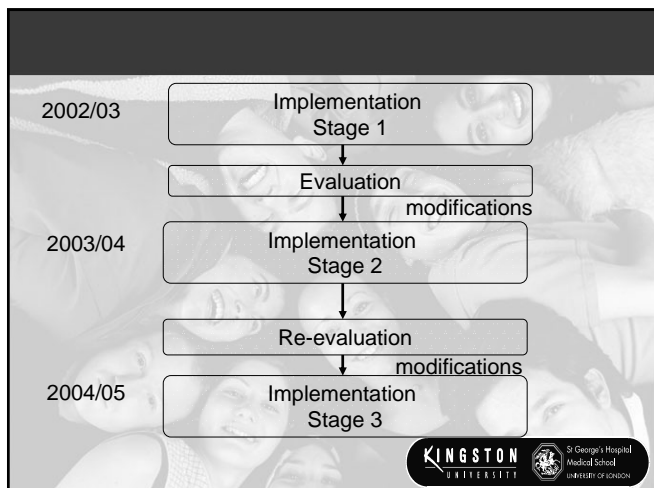 2002/03
Implementation
Stage 1
Evaluation
modifications
2003/04
Implementation
Stage 2
Re-evaluation
modifications
2004/05
Implementation
Stage 3
KINGSTON
UNIVERSITY
St George's Hospital
Medical School
UNIVERSITY OF LONDON